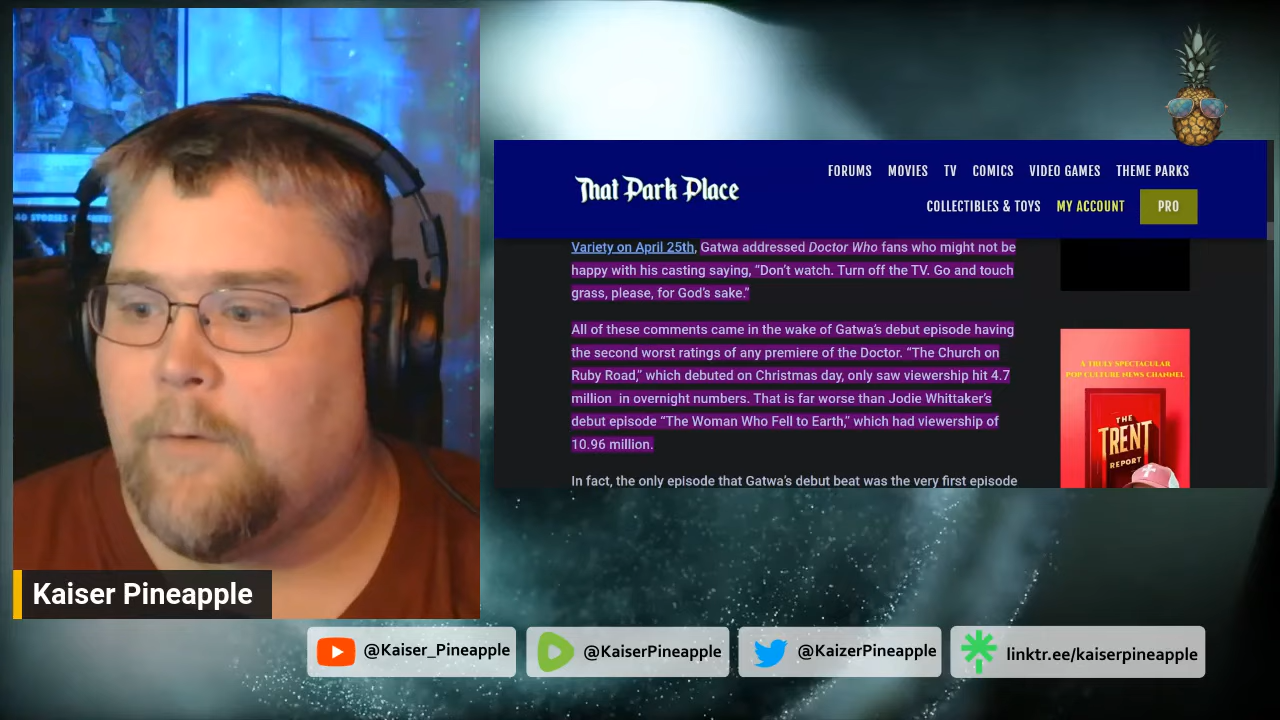 40 STORIES O
That Park Place
FORUMS MOVIES TV COMICS VIDEO GAMES THEME PARKS
COLLECTIBLES & TOYS MY ACCOUNT PRO
Variety on April 25th, Gatwa addressed Doctor Who fans who might not be
happy with his casting saying, “Don’t watch. Turn off the TV. Go and touch
grass, please, for God’s sake.”
All of these comments came in the wake of Gatwa’s debut episode having
the second worst ratings of any premiere of the Doctor. “The Church on
Ruby Road,” which debuted on Christmas day, only saw viewership hit 4.7
million in overnight numbers. That is far worse than Jodie Whittaker’s
debut episode “The Woman Who Fell to Earth,” which had viewership of
10.96 million.
In fact, the only episode that Gatwa’s debut beat was the very first episode
A TRULY SPECTACULAR
POP CULTURE NEWS CHANNEL
THE
TRENT
REPORT
Kaiser Pineapple
@Kaiser_Pineapple
@KaiserPineapple
@KaizerPineapple
linktr.ee/kaiserpineapple